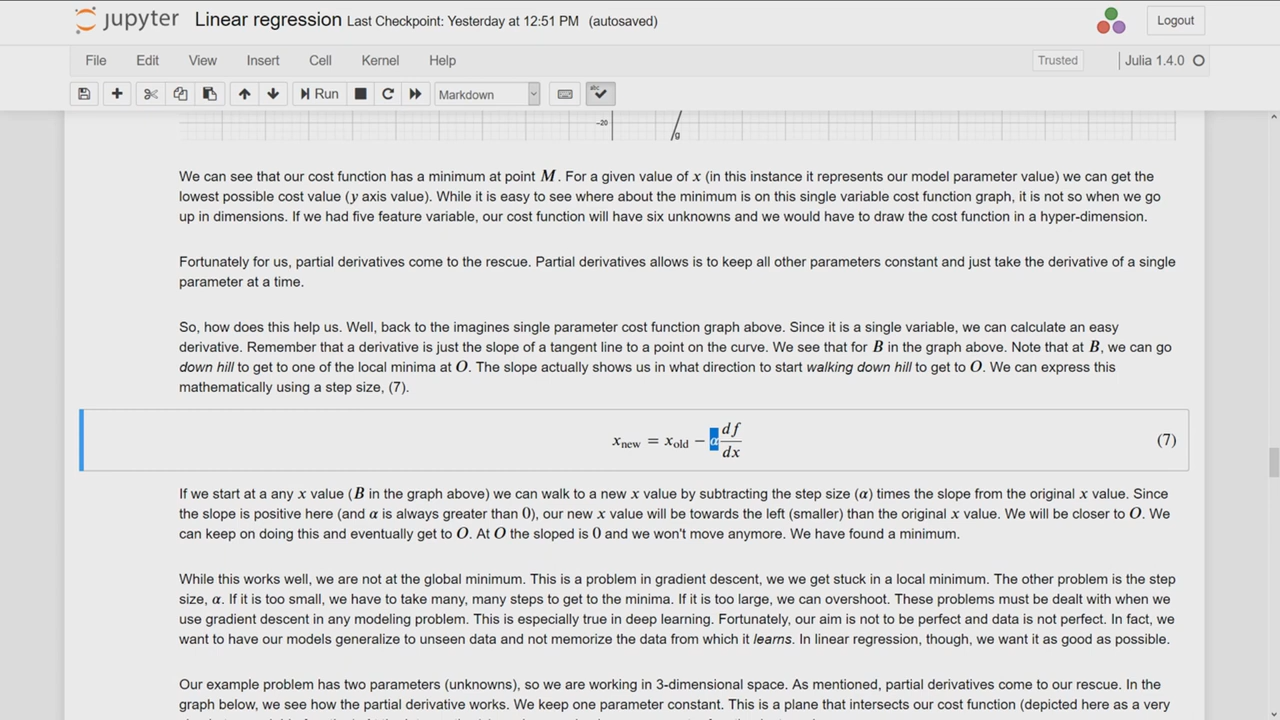 jupyter Linear regression Last Checkpoint: Yesterday at 12:51 PM (autosaved) Logout
File Edit View Insert Cell Kernel Help Trusted Julia 1.4.0
Run Markdown
-20
g
We can see that our cost function has a minimum at point M. For a given value of x (in this instance it represents our model parameter value) we can get the
lowest possible cost value (y axis value). While it is easy to see where about the minimum is on this single variable cost function graph, it is not so when we go
up in dimensions. If we had five feature variable, our cost function will have six unknowns and we would have to draw the cost function in a hyper-dimension.
Fortunately for us, partial derivatives come to the rescue. Partial derivatives allows is to keep all other parameters constant and just take the derivative of a single
parameter at a time.
So, how does this help us. Well, back to the imagines single parameter cost function graph above. Since it is a single variable, we can calculate an easy
derivative. Remember that a derivative is just the slope of a tangent line to a point on the curve. We see that for B in the graph above. Note that at B, we can go
down hill to get to one of the local minima at O. The slope actually shows us in what direction to start walking down hill to get to O. We can express this
mathematically using a step size, (7).
x_new = x_old − α df/dx (7)
If we start at a any x value (B in the graph above) we can walk to a new x value by subtracting the step size (α) times the slope from the original x value. Since
the slope is positive here (and α is always greater than 0), our new x value will be towards the left (smaller) than the original x value. We will be closer to O. We
can keep on doing this and eventually get to O. At O the sloped is 0 and we won't move anymore. We have found a minimum.
While this works well, we are not at the global minimum. This is a problem in gradient descent, we we get stuck in a local minimum. The other problem is the step
size, α. If it is too small, we have to take many, many steps to get to the minima. If it is too large, we can overshoot. These problems must be dealt with when we
use gradient descent in any modeling problem. This is especially true in deep learning. Fortunately, our aim is not to be perfect and data is not perfect. In fact, we
want to have our models generalize to unseen data and not memorize the data from which it learns. In linear regression, though, we want it as good as possible.
Our example problem has two parameters (unknowns), so we are working in 3-dimensional space. As mentioned, partial derivatives come to our rescue. In the
graph below, we see how the partial derivative works. We keep one parameter constant. This is a plane that intersects our cost function (depicted here as a very